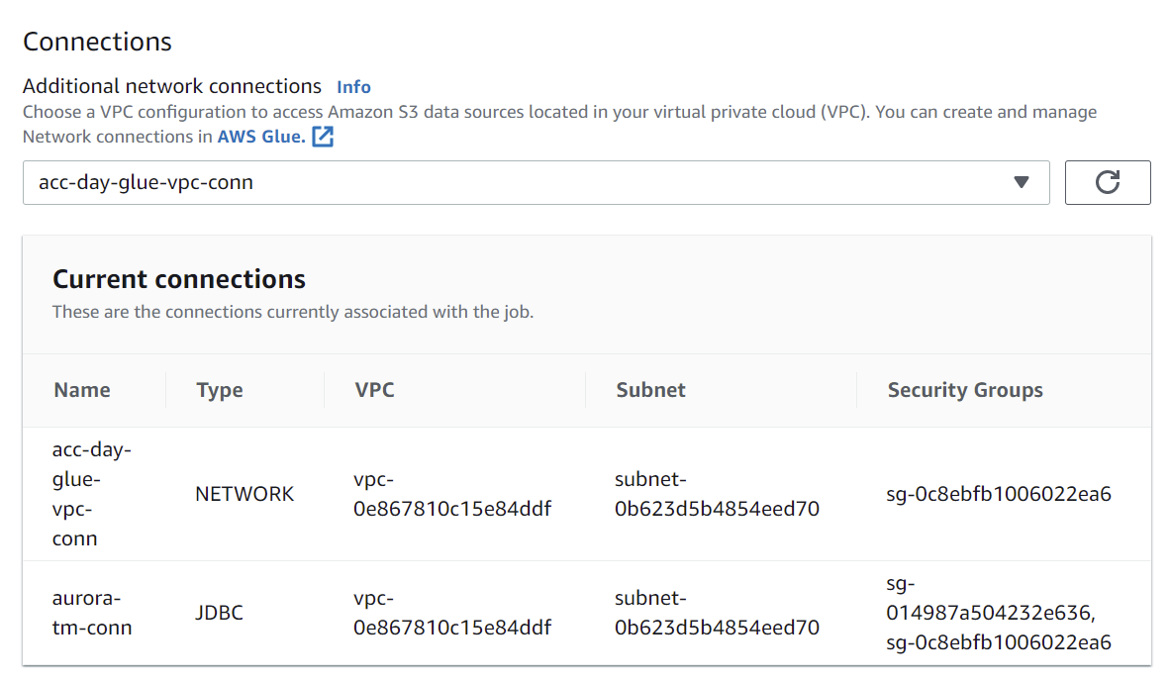 Connections
Additional network connections Info
Choose a VPC configuration to access Amazon S3 data sources located in your virtual private cloud (VPC). You can create and manage
Network connections in AWS Glue.
acc-day-glue-vpc-conn
Current connections
These are the connections currently associated with the job.
Name Type VPC Subnet Security Groups
acc-day-
glue-
vpc-
conn
NETWORK
vpc-
0e867810c15e84ddf
subnet-
0b623d5b4854eed70
sg-0c8ebfb1006022ea6
aurora-
tm-conn
JDBC
vpc-
0e867810c15e84ddf
subnet-
0b623d5b4854eed70
sg-
014987a504232e636,
sg-0c8ebfb1006022ea6